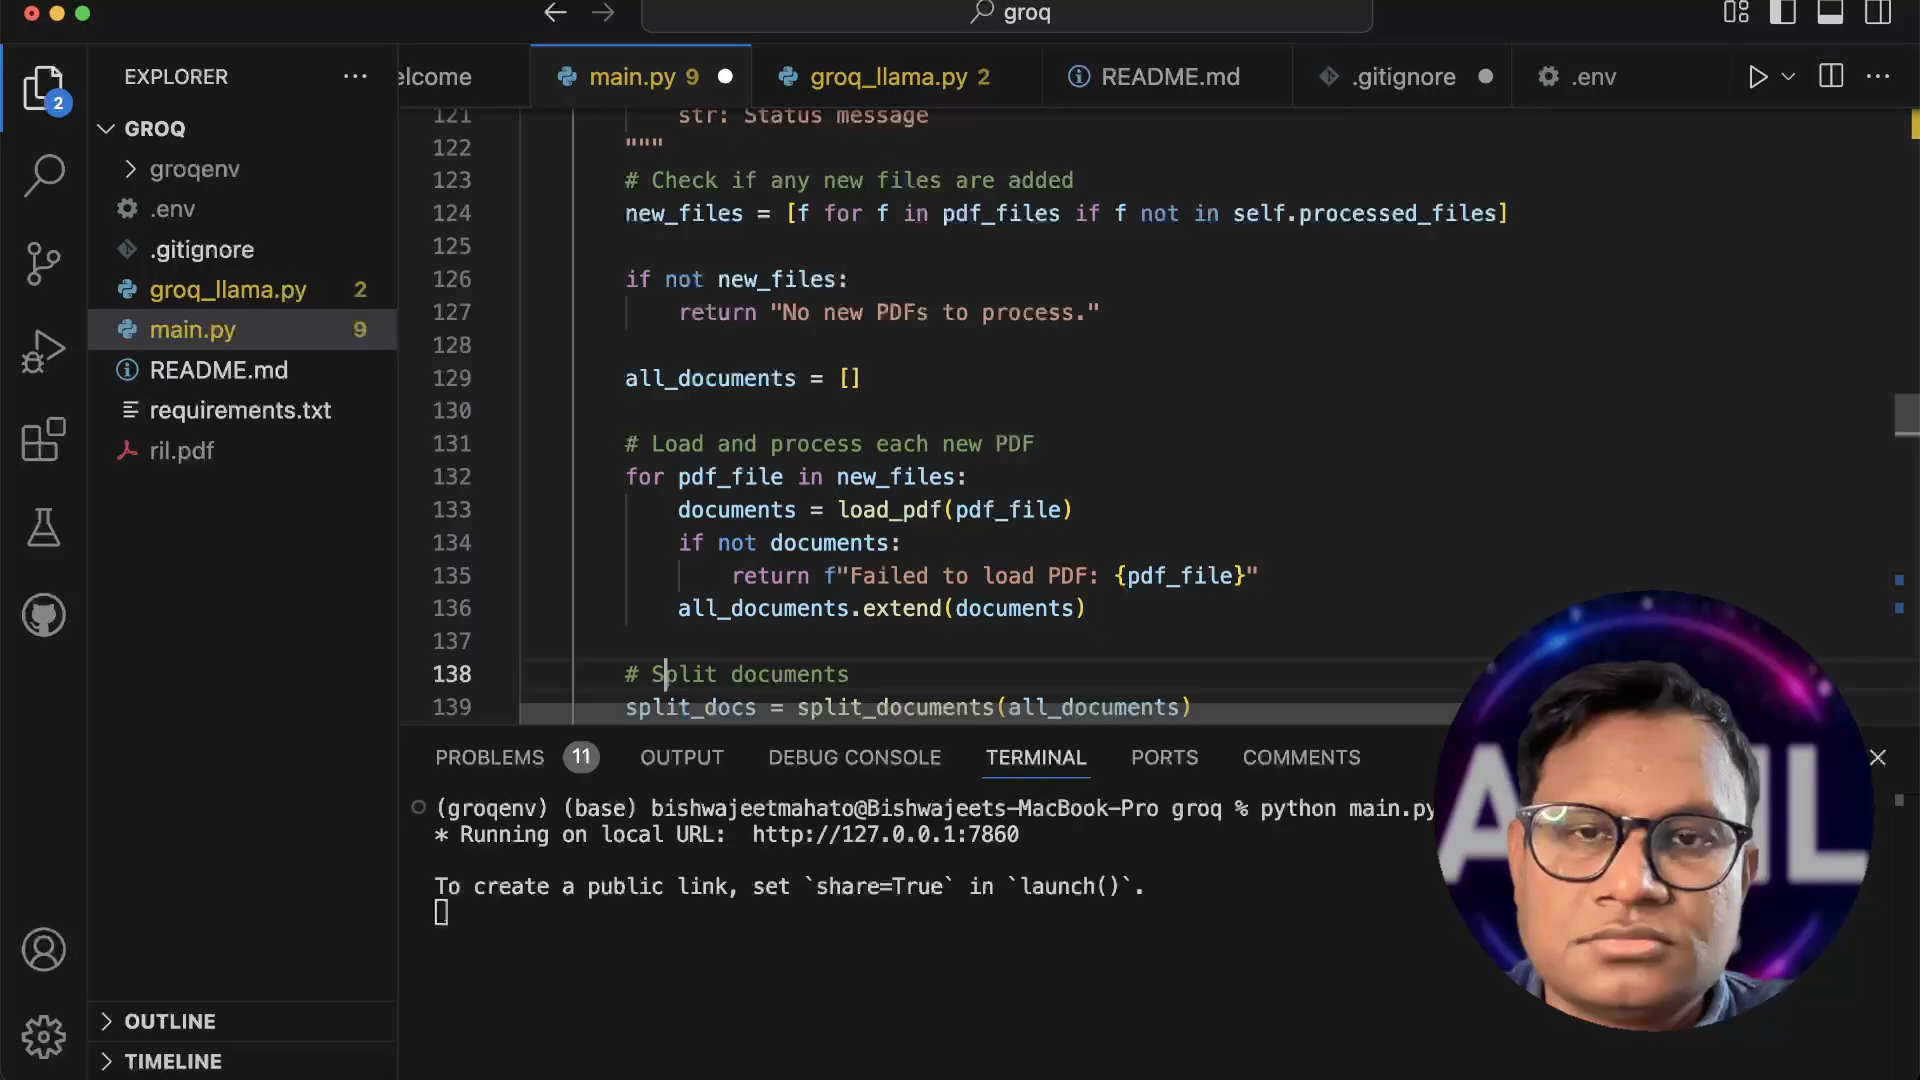 groq
EXPLORER
elcome
main.py 9
groq_llama.py 2
README.md
.gitignore
.env
2
GROQ
groqenv
.env
.gitignore
groq_llama.py 2
main.py 9
README.md
requirements.txt
ril.pdf
OUTLINE
TIMELINE
121 str: Status message
122 """
123 # Check if any new files are added
124 new_files = [f for f in pdf_files if f not in self.processed_files]
125
126 if not new_files:
127 return "No new PDFs to process."
128
129 all_documents = []
130
131 # Load and process each new PDF
132 for pdf_file in new_files:
133 documents = load_pdf(pdf_file)
134 if not documents:
135 return f"Failed to load PDF: {pdf_file}"
136 all_documents.extend(documents)
137
138 # Split documents
139 split_docs = split_documents(all_documents)
PROBLEMS 11 OUTPUT DEBUG CONSOLE TERMINAL PORTS COMMENTS
(groqenv) (base) bishwajeetmahato@Bishwajeets-MacBook-Pro groq % python main.py
* Running on local URL: http://127.0.0.1:7860
To create a public link, set `share=True` in `launch()`.